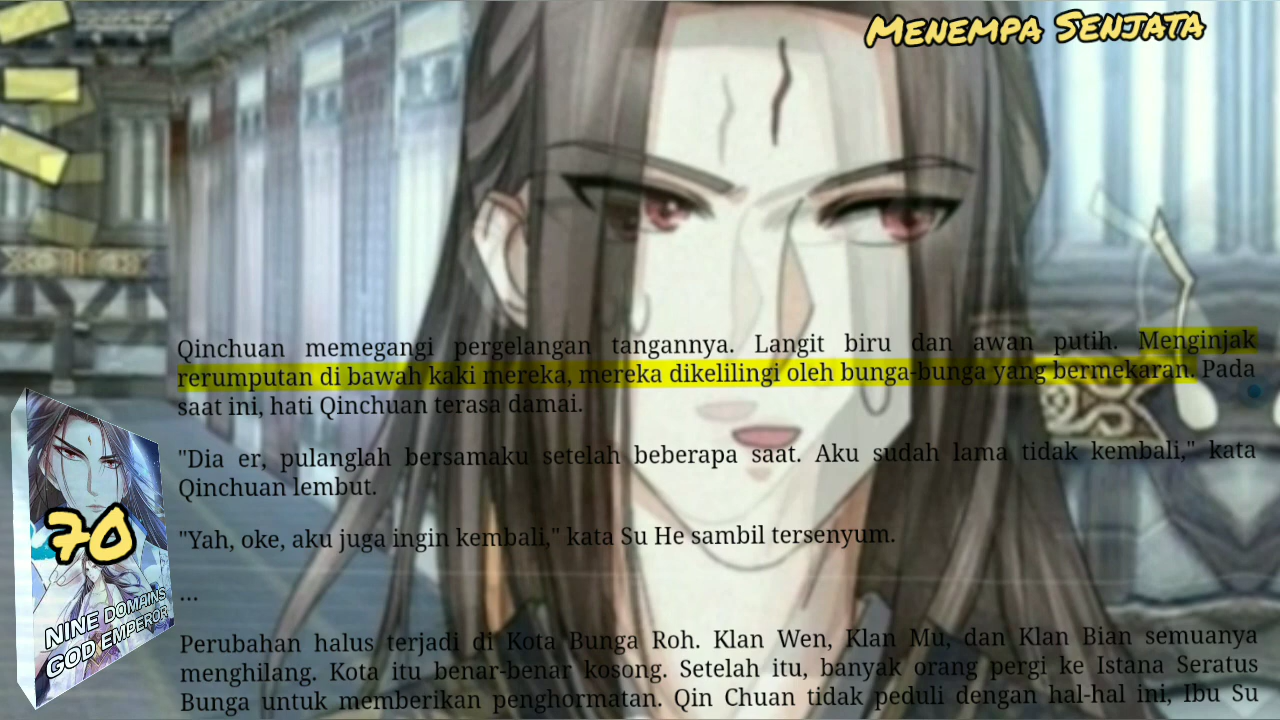 Menempa Senjata
Qinchuan memegangi pergelangan tangannya. Langit biru dan awan putih. Menginjak
rerumputan di bawah kaki mereka, mereka dikelilingi oleh bunga-bunga yang bermekaran. Pada
saat ini, hati Qinchuan terasa damai.
"Dia er, pulanglah bersamaku setelah beberapa saat. Aku sudah lama tidak kembali," kata
Qinchuan lembut.
"Yah, oke, aku juga ingin kembali," kata Su He sambil tersenyum.
...
Perubahan halus terjadi di Kota Bunga Roh. Klan Wen, Klan Mu, dan Klan Bian semuanya
menghilang. Kota itu benar-benar kosong. Setelah itu, banyak orang pergi ke Istana Seratus
Bunga untuk memberikan penghormatan. Qin Chuan tidak peduli dengan hal-hal ini, Ibu Su
70
NINE DOMAINS
GOD EMPEROR